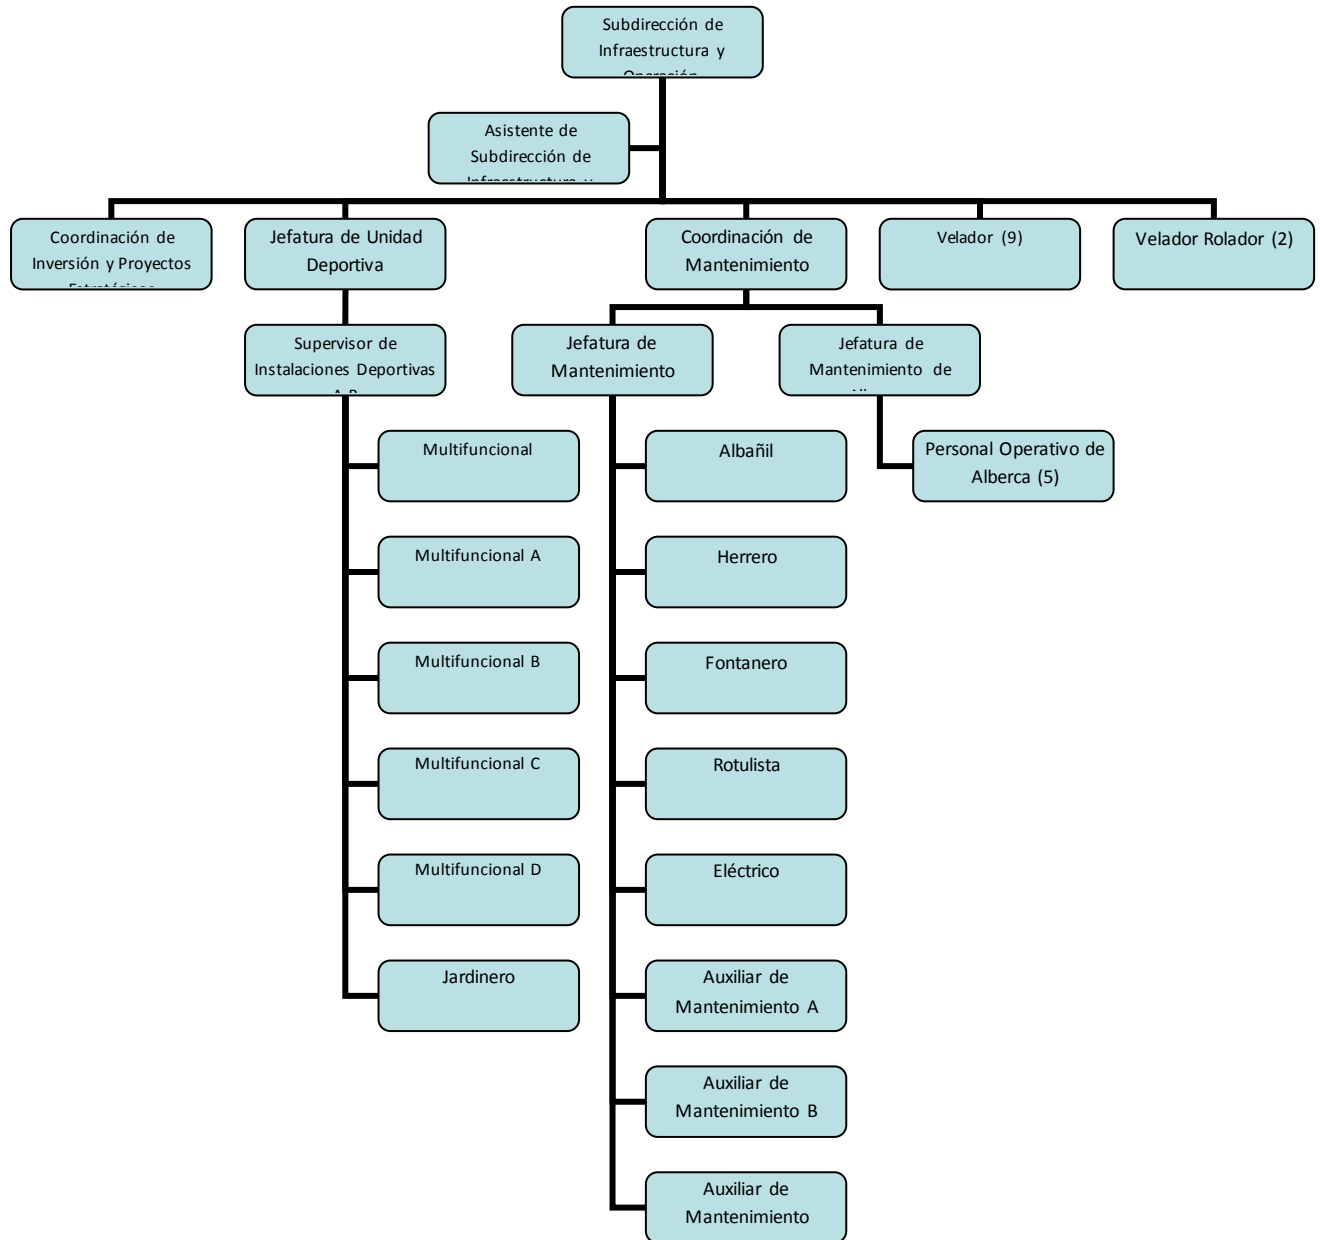 Subdirección de
Infraestructura y
Operación
Asistente de
Subdirección de
Infraestructura y
Coordinación de
Inversión y Proyectos
Estratégicos
Jefatura de Unidad
Deportiva
Coordinación de
Mantenimiento
Velador (9)
Velador Rolador (2)
Supervisor de
Instalaciones Deportivas
Jefatura de
Mantenimiento
Jefatura de
Mantenimiento de
Multifuncional
Albañil
Personal Operativo de
Alberca (5)
Multifuncional A
Herrero
Multifuncional B
Fontanero
Multifuncional C
Rotulista
Multifuncional D
Eléctrico
Jardinero
Auxiliar de
Mantenimiento A
Auxiliar de
Mantenimiento B
Auxiliar de
Mantenimiento